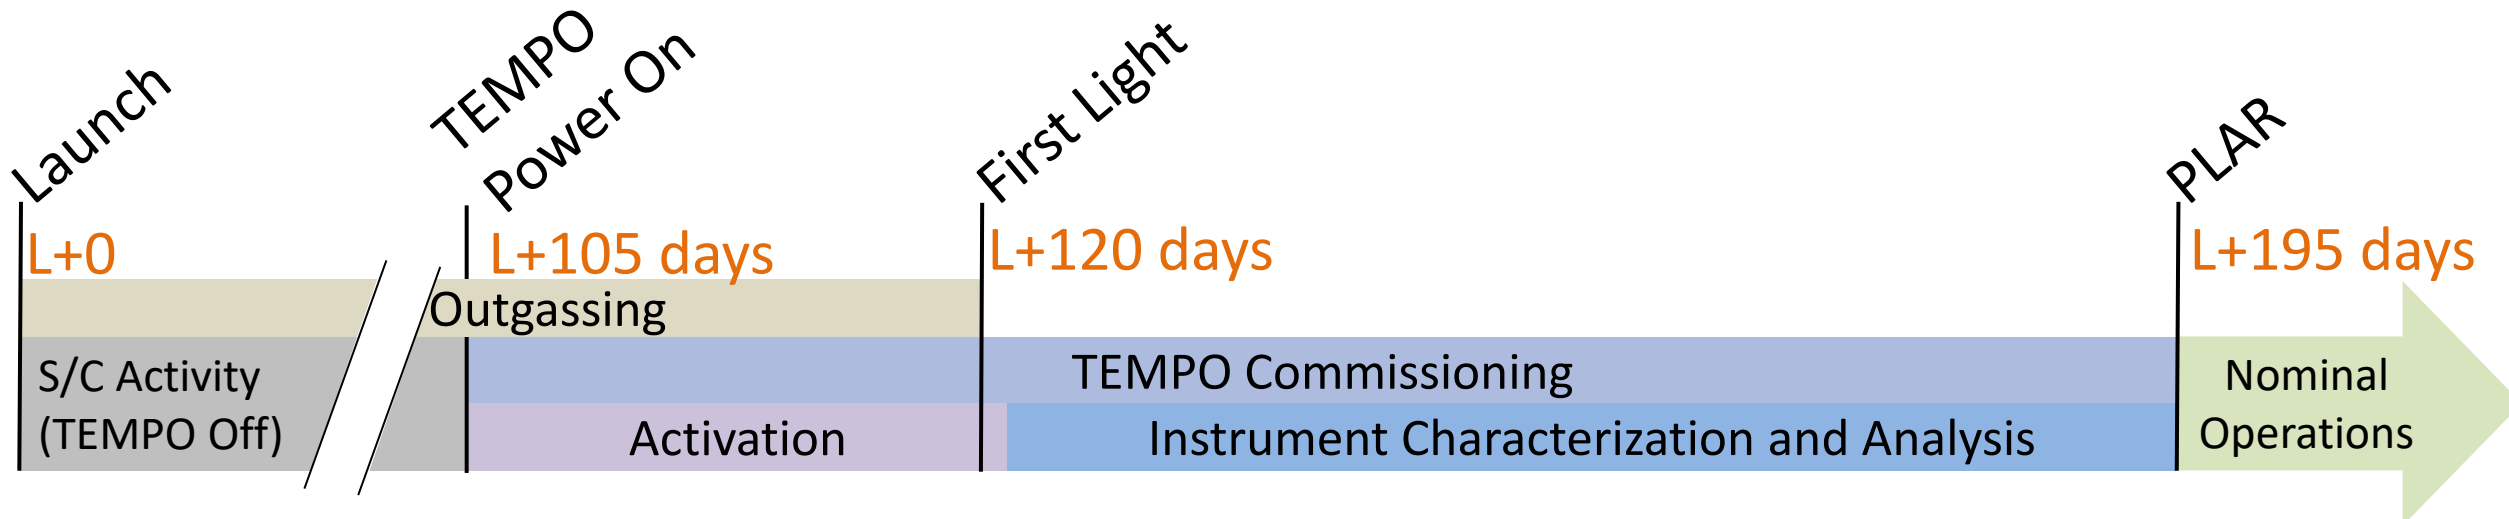 Launch
TEMPO
Power On
First Light
PLAR
L+0
L+105 days
L+120 days
L+195 days
Outgassing
S/C Activity
(TEMPO Off)
TEMPO Commissioning
Activation
Instrument Characterization and Analysis
Nominal
Operations